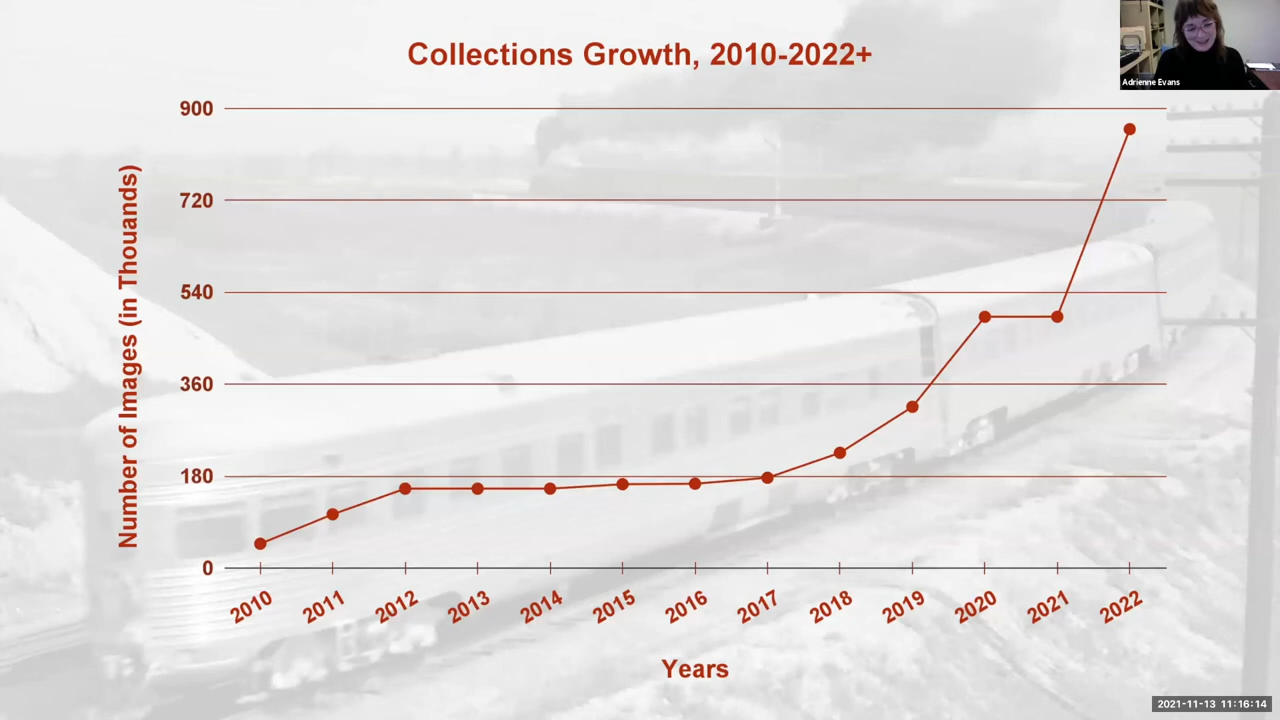 Collections Growth, 2010-2022+
Adrienne Evans
Number of Images (in Thouands)
900
720
540
360
180
0
2010 2011 2012 2013 2014 2015 2016 2017 2018 2019 2020 2021 2022
Years
2021-11-13 11:16:14